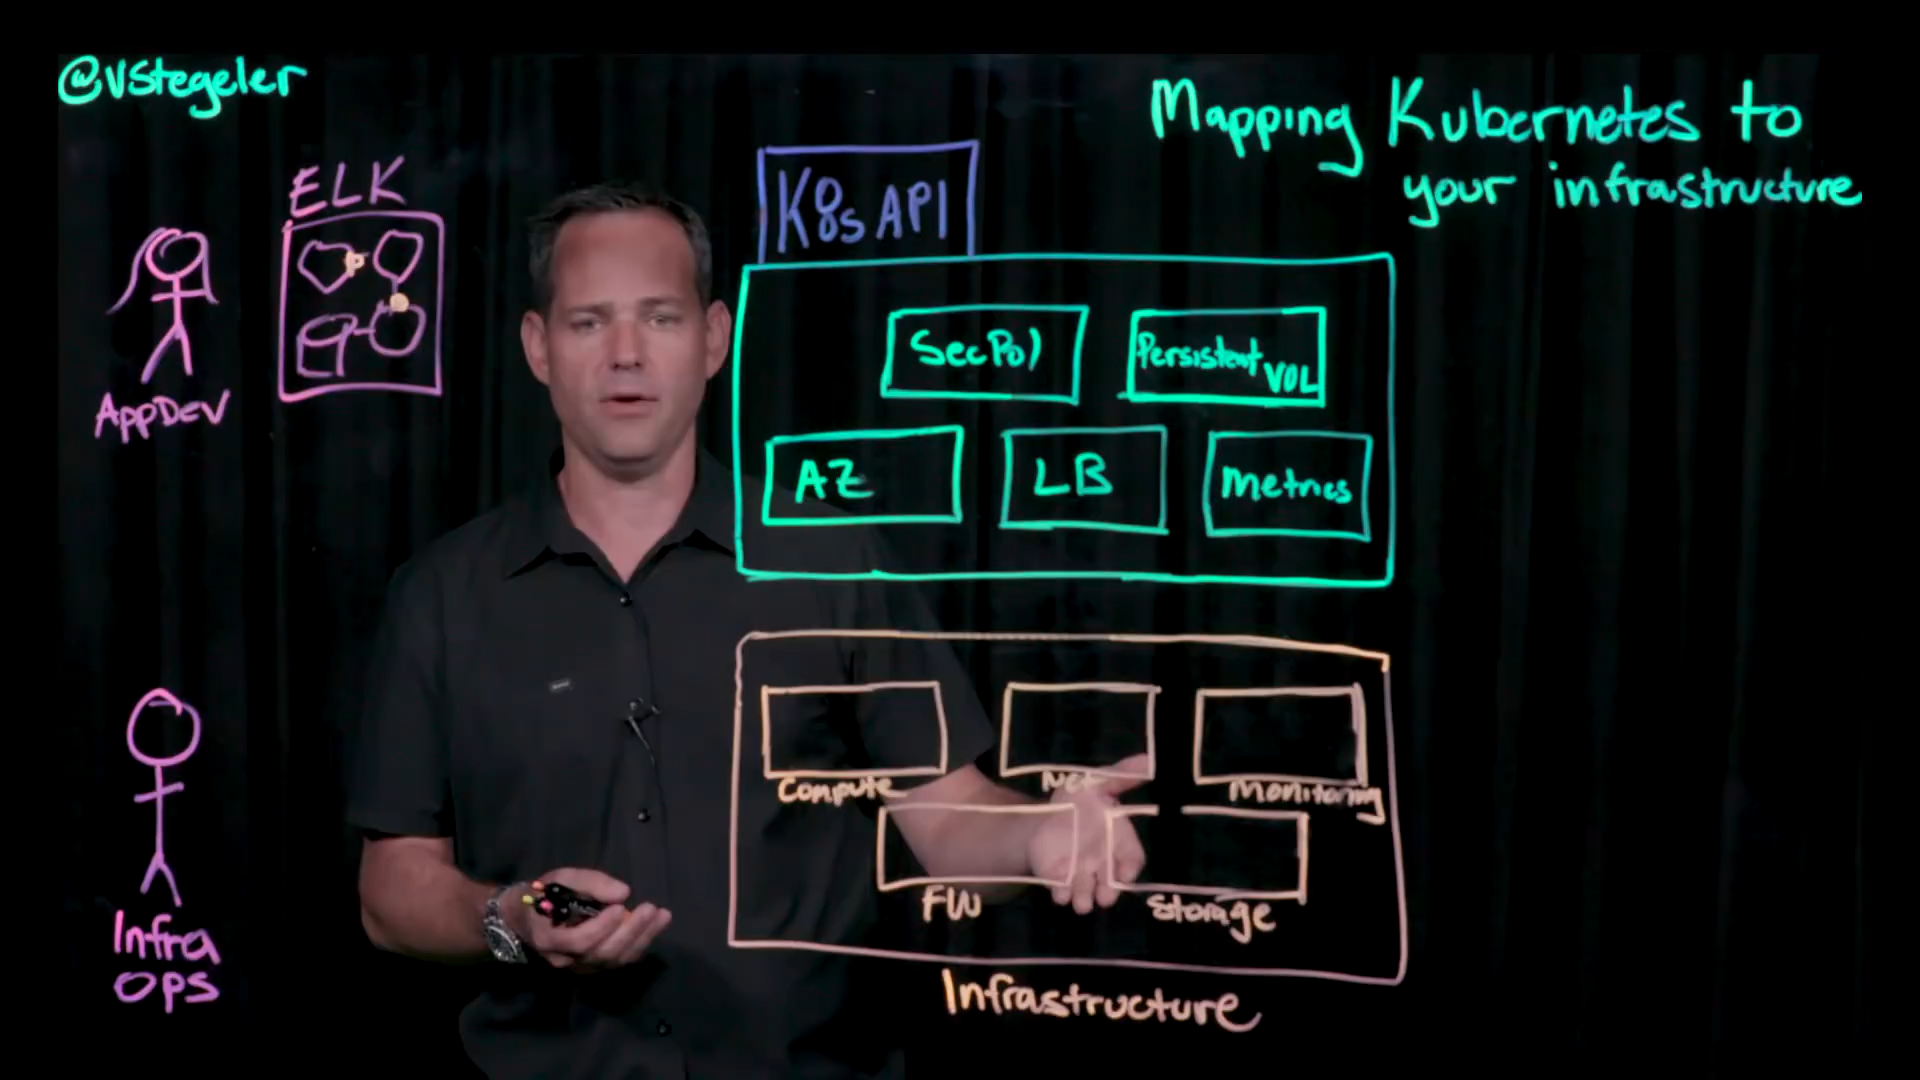 @vstegeler
Mapping Kubernetes to
your infrastructure
ELK
AppDev
K8s API
SecPol
Persistent
VOL
AZ
LB
Metrics
Compute
Net
Monitoring
FW
Storage
Infrastructure
Infra
OPS